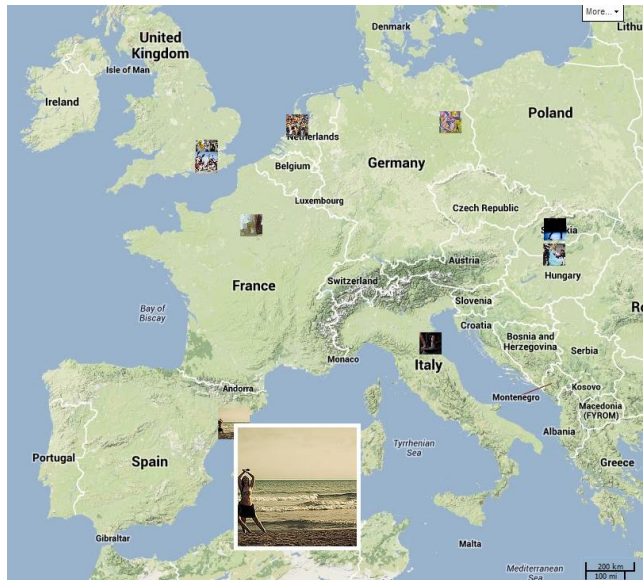 More...
Denmark
Lithu
United
Kingdom
Isle of Man
Ireland
Poland
Netherlands
Germany
Belgium
Czech Republic
Luxembourg
Austria
France
Switzerland
Hungary
Slovenia
Ro
Bay of
Biscay
Croatia
Bosnia and
Herzegovina
Serbia
Monaco
Italy
Andorra
Kosovo
Montenegro
Macedonia
(FYROM)
Albania
Tyrrhenian
Sea
Portugal
Spain
Greece
Gibraltar
Malta
Mediterranean
Sea
200 km
100 mi